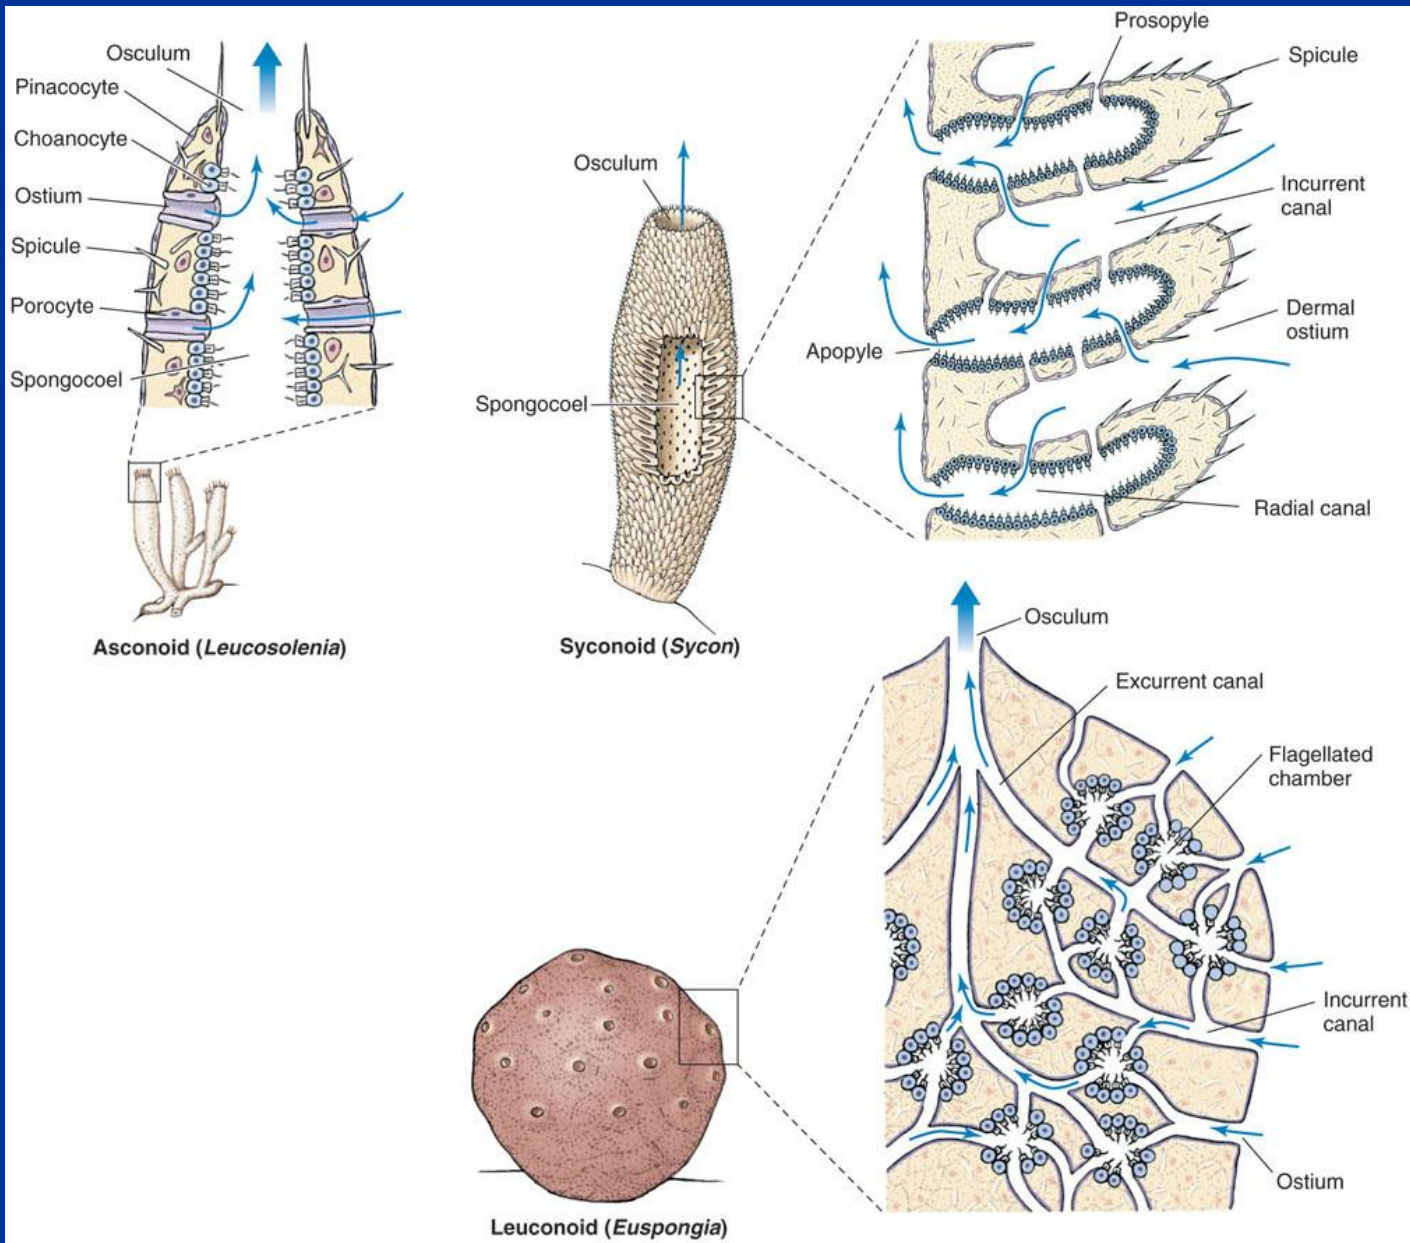 Osculum
Pinacocyte
Choanocyte
Ostium
Spicule
Porocyte
Spongocoel
Asconoid (Leucosolenia)
Osculum
Spongocoel
Syconoid (Sycon)
Prosopyle
Spicule
Incurrent
canal
Dermal
ostium
Apopyle
Radial canal
Osculum
Excurrent canal
Flagellated
chamber
Incurrent
canal
Ostium
Leuconoid (Euspongia)